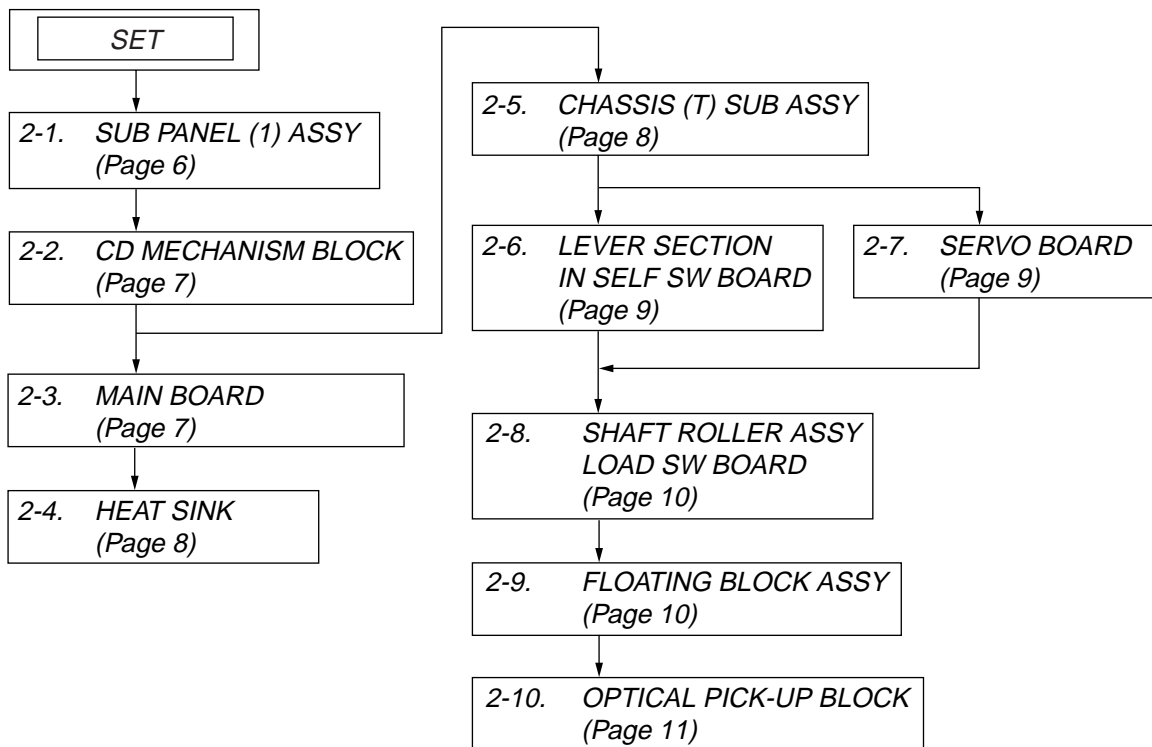 SET
2-1. SUB PANEL (1) ASSY
(Page 6)
2-2. CD MECHANISM BLOCK
(Page 7)
2-3. MAIN BOARD
(Page 7)
2-4. HEAT SINK
(Page 8)
2-5. CHASSIS (T) SUB ASSY
(Page 8)
2-6. LEVER SECTION
IN SELF SW BOARD
(Page 9)
2-7. SERVO BOARD
(Page 9)
2-8. SHAFT ROLLER ASSY
LOAD SW BOARD
(Page 10)
2-9. FLOATING BLOCK ASSY
(Page 10)
2-10. OPTICAL PICK-UP BLOCK
(Page 11)